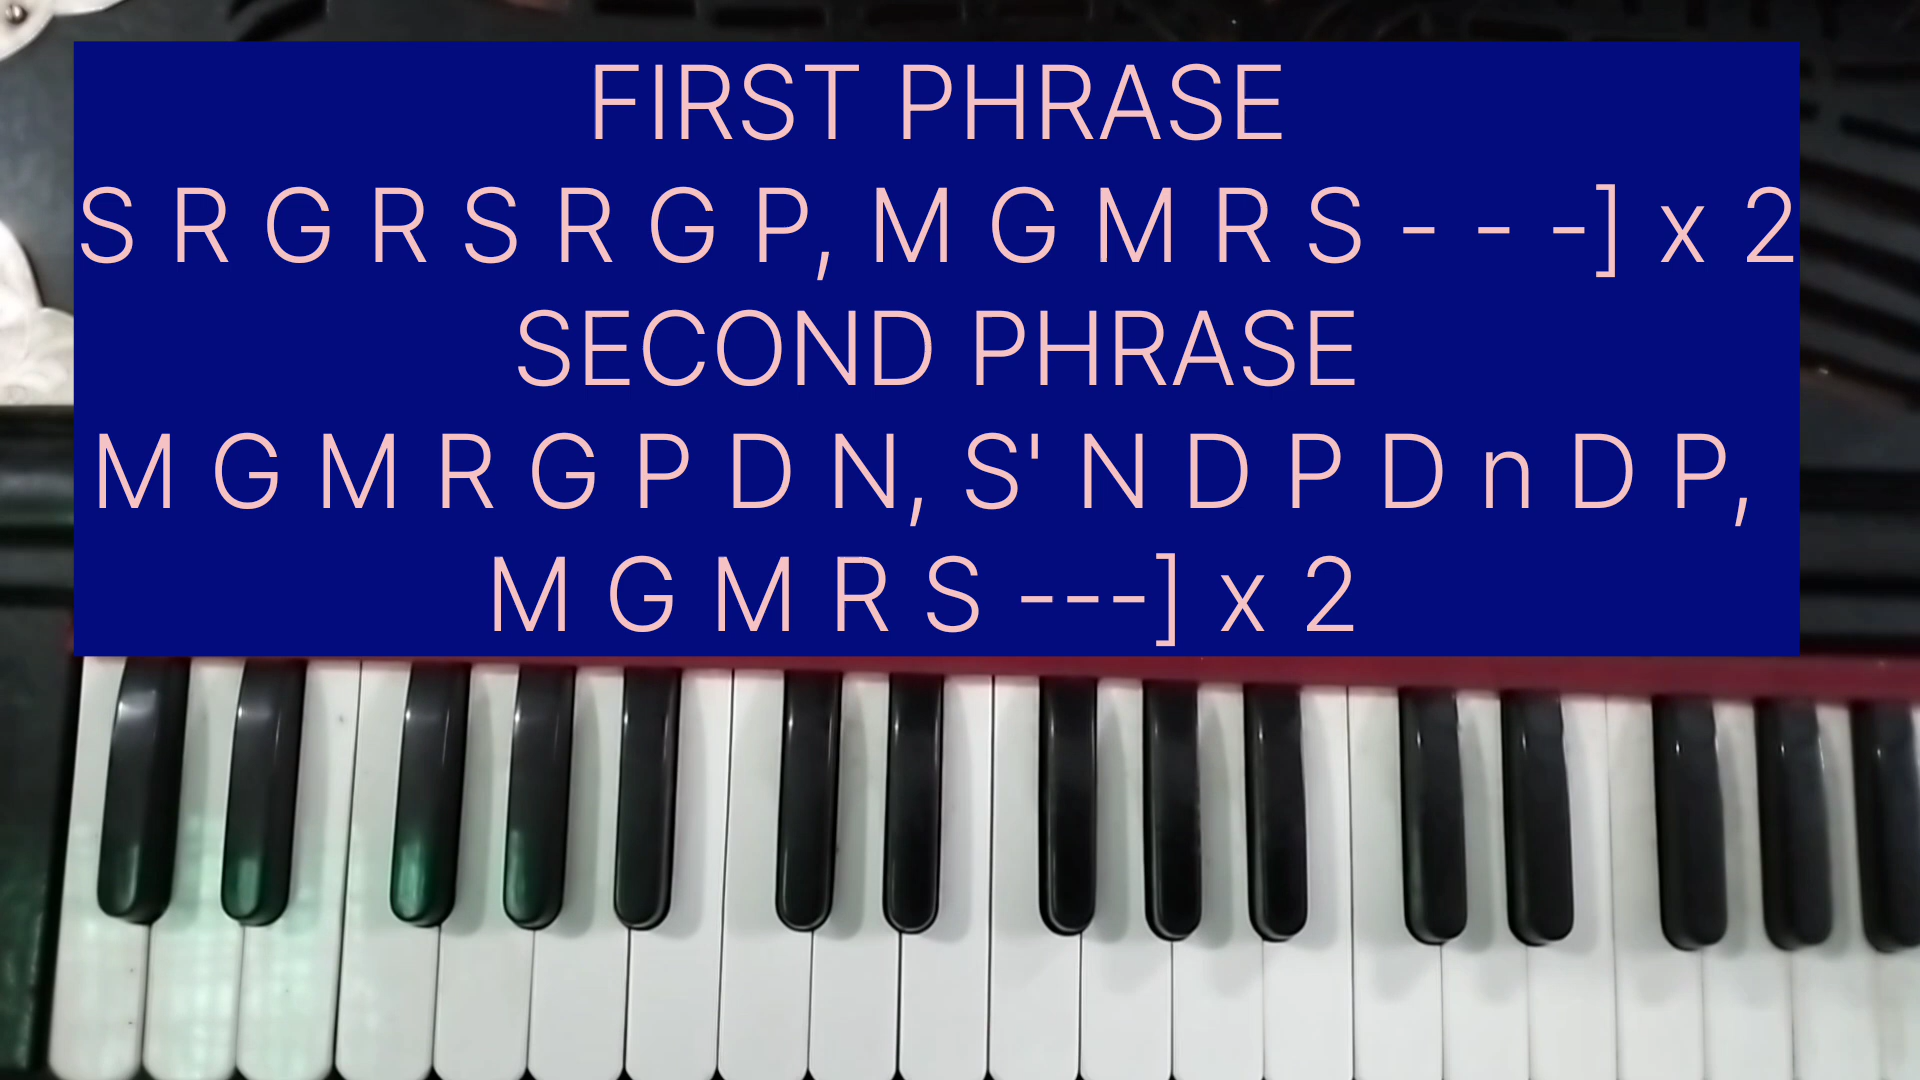 FIRST PHRASE
S R G R S R G P, M G M R S - - -] x 2
SECOND PHRASE
M G M R G P D N, S' N D P D n D P,
M G M R S ---] x 2